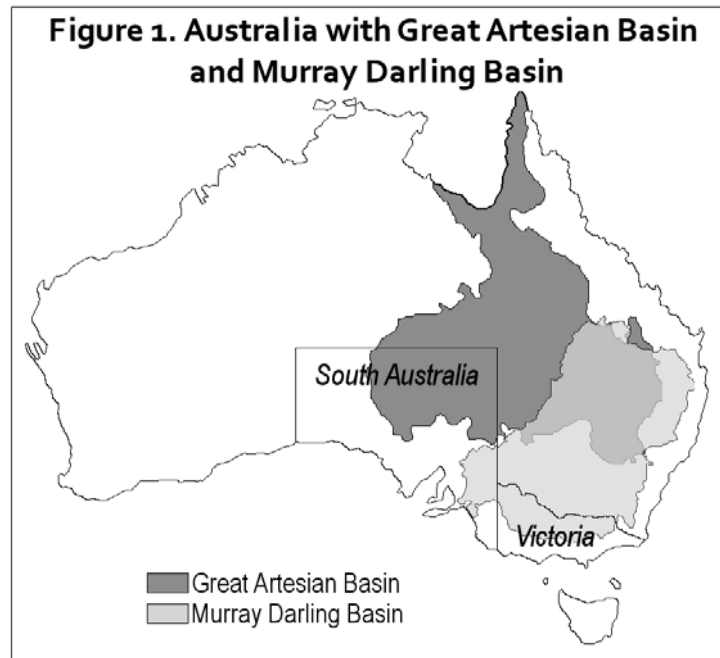 Figure 1. Australia with Great Artesian Basin
and Murray Darling Basin
South Australia
Victoria
Great Artesian Basin
Murray Darling Basin